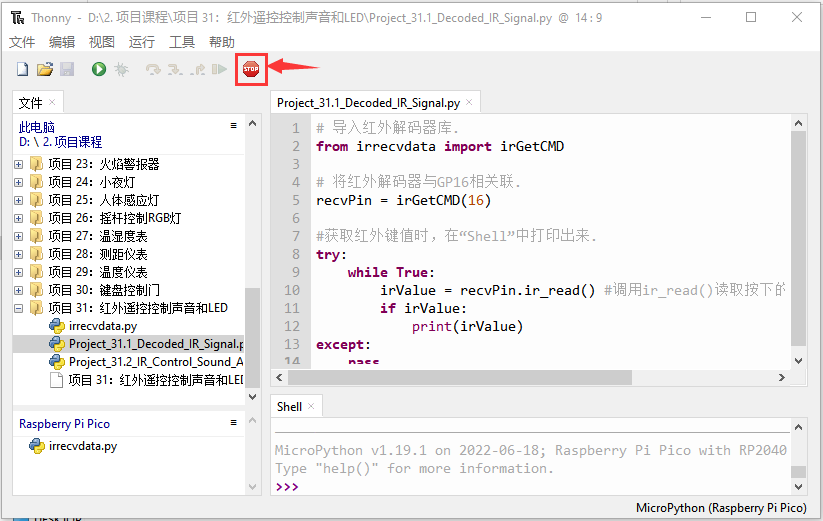 Thonny - D:\2. 项目课程\项目 31：红外遥控控制声音和LED\Project_31.1_Decoded_IR_Signal.py @ 14 : 9
文件 编辑 视图 运行 工具 帮助
STOP
文件 ×
此电脑
D: \ 2. 项目课程
项目 23：火焰警报器
项目 24：小夜灯
项目 25：人体感应灯
项目 26：摇杆控制RGB灯
项目 27：温湿度表
项目 28：测距仪表
项目 29：温度仪表
项目 30：键盘控制门
项目 31：红外遥控控制声音和LED
irrecvdata.py
Project_31.1_Decoded_IR_Signal.p
Project_31.2_IR_Control_Sound_A
项目 31：红外遥控控制声音和LED
Raspberry Pi Pico
irrecvdata.py
Project_31.1_Decoded_IR_Signal.py ×
1 # 导入红外解码器库.
2 from irrecvdata import irGetCMD
3
4 # 将红外解码器与GP16相关联.
5 recvPin = irGetCMD(16)
6
7 #获取红外键值时，在“Shell”中打印出来.
8 try:
9 while True:
10 irValue = recvPin.ir_read() #调用ir_read()读取按下的
11 if irValue:
12 print(irValue)
13 except:
14 pass
Shell ×
MicroPython v1.19.1 on 2022-06-18; Raspberry Pi Pico with RP2040
Type "help()" for more information.
>>>
MicroPython (Raspberry Pi Pico)